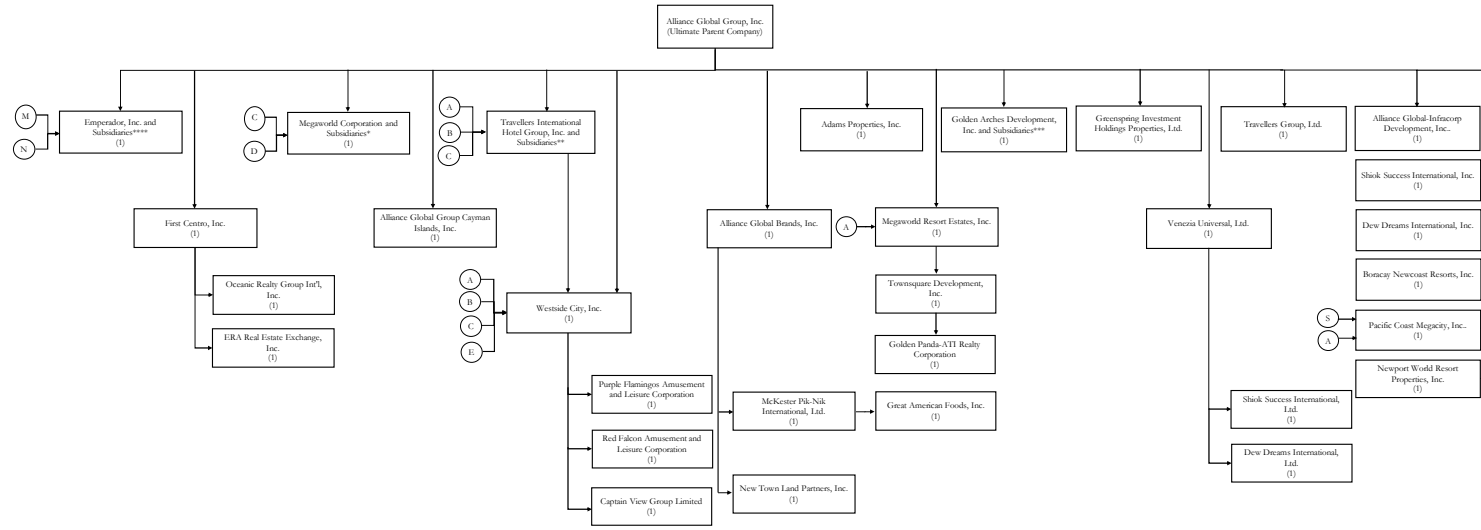 Alliance Global Group, Inc.
(Ultimate Parent Company)
M
N
Emperador, Inc. and
Subsidiaries****
(1)
C
D
Megaworld Corporation and
Subsidiaries*
(1)
A
B
C
Travellers International
Hotel Group, Inc. and
Subsidiaries**
(1)
Adams Properties, Inc.
(1)
Golden Arches Development,
Inc. and Subsidiaries***
(1)
Greenspring Investment
Holdings Properties, Ltd.
(1)
Travellers Group, Ltd.
(1)
Alliance Global-Infracorp
Development, Inc..
(1)
Shiok Success International, Inc.
(1)
Dew Dreams International, Inc.
(1)
Boracay Newcoast Resorts, Inc.
(1)
S
A
Pacific Coast Megacity, Inc..
(1)
Newport World Resort
Properties, Inc.
(1)
First Centro, Inc.
(1)
Oceanic Realty Group Int'l,
Inc.
(1)
ERA Real Estate Exchange,
Inc.
(1)
Alliance Global Group Cayman
Islands, Inc.
(1)
A
B
C
E
Westside City, Inc.
(1)
Purple Flamingos Amusement
and Leisure Corporation
(1)
Red Falcon Amusement and
Leisure Corporation
(1)
Captain View Group Limited
(1)
Alliance Global Brands, Inc.
(1)
McKester Pik-Nik
International, Ltd.
(1)
Great American Foods, Inc.
(1)
New Town Land Partners, Inc.
(1)
A
Megaworld Resort Estates, Inc.
(1)
Townsquare Development,
Inc.
(1)
Golden Panda-ATI Realty
Corporation
(1)
Venezia Universal, Ltd.
(1)
Shiok Success International,
Ltd.
(1)
Dew Dreams International,
Ltd.
(1)